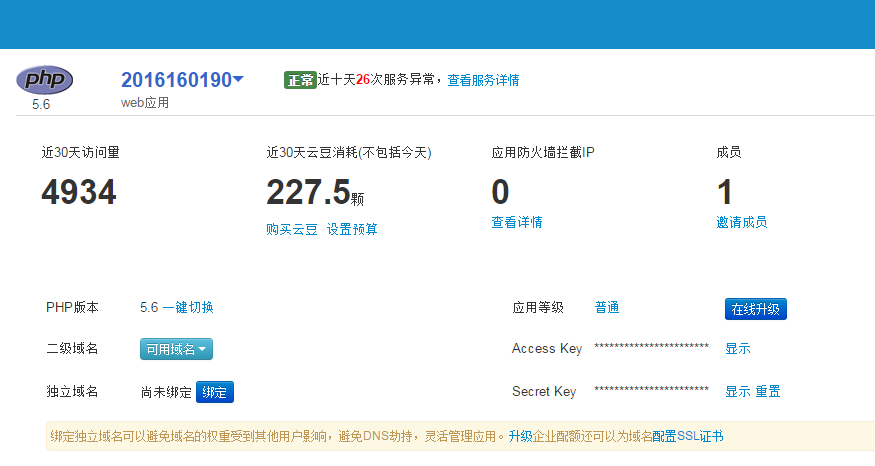 php 2016160190 正常近十天26次服务异常，查看服务详情
5.6 web应用
近30天访问量 近30天云豆消耗(不包括今天) 应用防火墙拦截IP 成员
4934 227.5颗 0 1
购买云豆 设置预算 查看详情 邀请成员
PHP版本 5.6 一键切换 应用等级 普通 在线升级
二级域名 可用域名 Access Key *********************** 显示
独立域名 尚未绑定 绑定 Secret Key *********************** 显示 重置
绑定独立域名可以避免域名的权重受到其他用户影响，避免DNS劫持，灵活管理应用。升级企业配额还可以为域名配置SSL证书